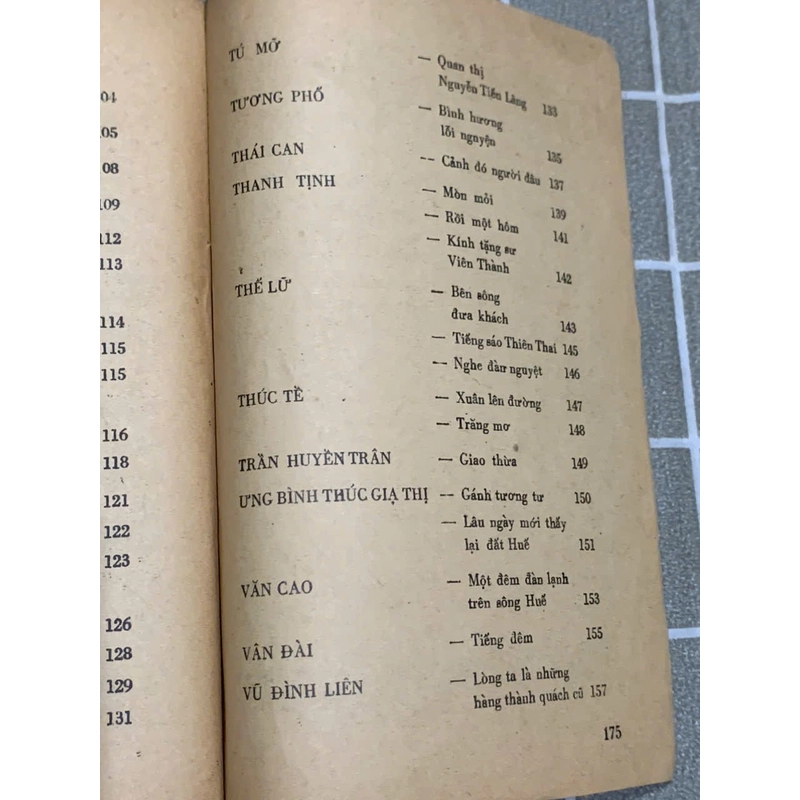 04
105
108
109
112
113
114
115
115
116
118
121
122
123
126
128
129
131
TÚ MỠ — Quan thị
Nguyễn Tiến Lãng 133
TƯƠNG PHỐ — Bình hương
lỗi nguyện 135
THÁI CAN -- Cảnh đó người đâu 137
THANH TỊNH — Mòn mỏi 139
— Rồi một hôm 141
— Kính tặng sư
Viên Thành 142
THẾ LỮ — Bên sông
đưa khách 143
— Tiếng sáo Thiên Thai 145
— Nghe đàn nguyệt 146
THÚC TỀ — Xuân lên đường 147
— Trăng mơ 148
TRẦN HUYỀN TRÂN — Giao thừa 149
ƯNG BÌNH THÚC GIẠ THỊ -- Gánh tương tư 150
— Lâu ngày mới thấy
lại đất Huế 151
VĂN CAO — Một đêm đàn lạnh
trên sông Huế 153
VÂN ĐÀI — Tiếng đêm 155
VŨ ĐÌNH LIÊN — Lòng ta là những
hàng thành quách cũ 157
175